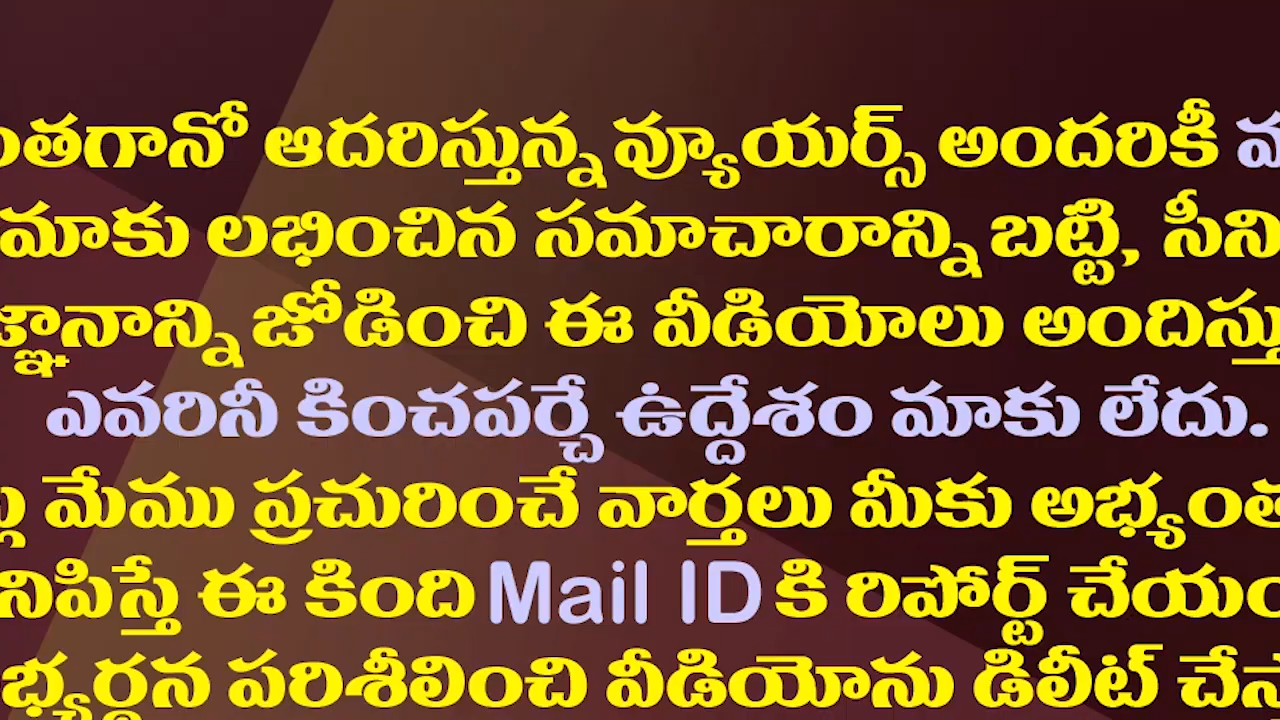 ఆదరిస్తున్న వ్యూయర్స్ అందరికీ
మాకు లభించిన సమాచారాన్ని బట్టి,
జోడించి ఈ వీడియోలు
ఎవరినీ కించపర్చే ఉద్దేశం మాకు లేదు.
మేము ప్రచురించే వార్తలు మీకు
ఈ కింది Mail ID కి రిపోర్ట్
పరిశీలించి వీడియోను డిలీట్